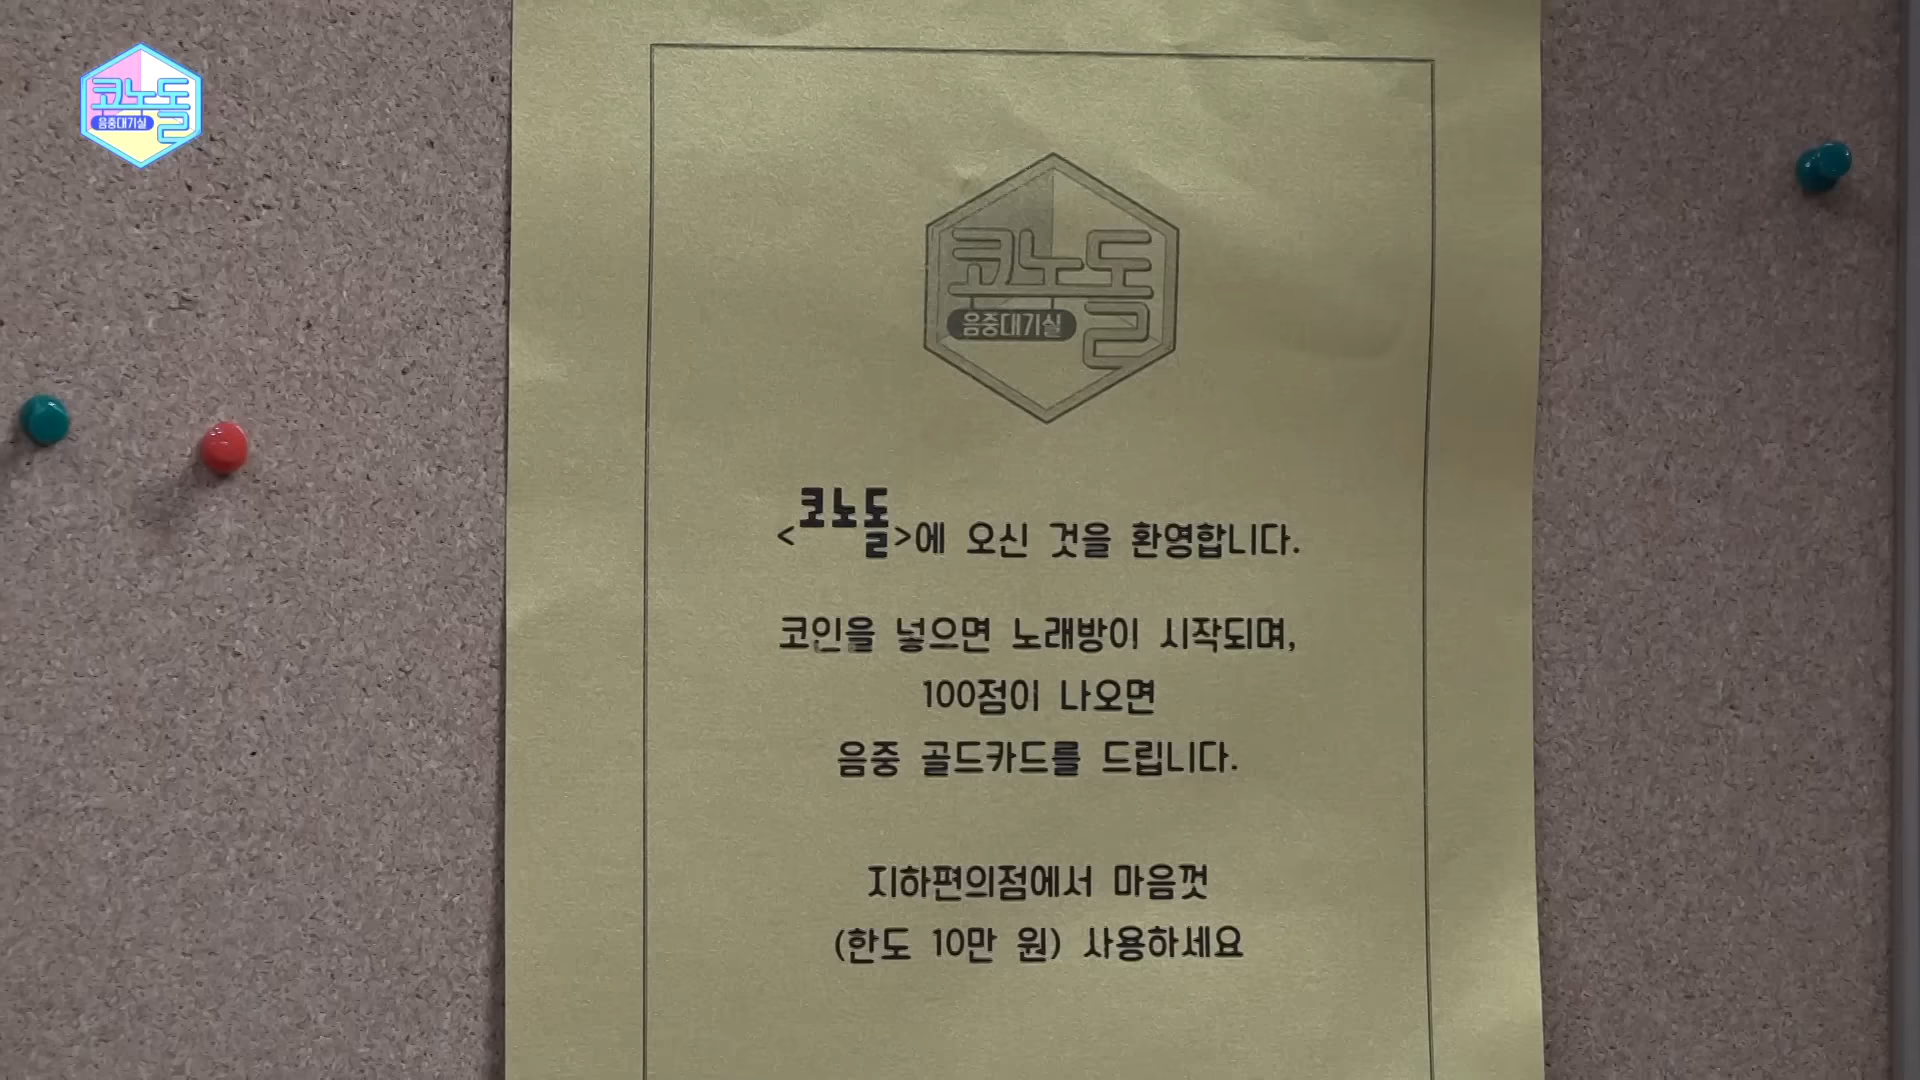 코노돌
음중대기실
코노돌
음중대기실
<코노돌>에 오신 것을 환영합니다.
코인을 넣으면 노래방이 시작되며,
100점이 나오면
음중 골드카드를 드립니다.
지하편의점에서 마음껏
(한도 10만 원) 사용하세요